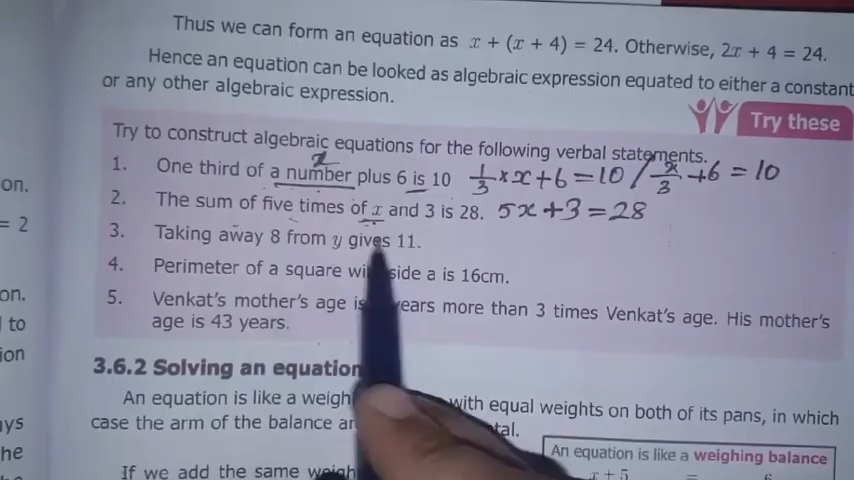 Thus we can form an equation as x + (x + 4) = 24. Otherwise, 2x + 4 = 24.
Hence an equation can be looked as algebraic expression equated to either a constant
or any other algebraic expression.
Try these
Try to construct algebraic equations for the following verbal statements.
x
1. One third of a number plus 6 is 10 1/3 × x + 6 = 10 / x/3 + 6 = 10
2. The sum of five times of x and 3 is 28. 5x + 3 = 28
3. Taking away 8 from y gives 11.
4. Perimeter of a square side a is 16cm.
5. Venkat's mother's age is years more than 3 times Venkat's age. His mother's
age is 43 years.
3.6.2 Solving an equation
An equation is like a with equal weights on both of its pans, in which
case the arm of the balance
An equation is like a weighing balance
If we add the same
x + 5 = 6
on.
= 2
on.
to
ion
ays
he